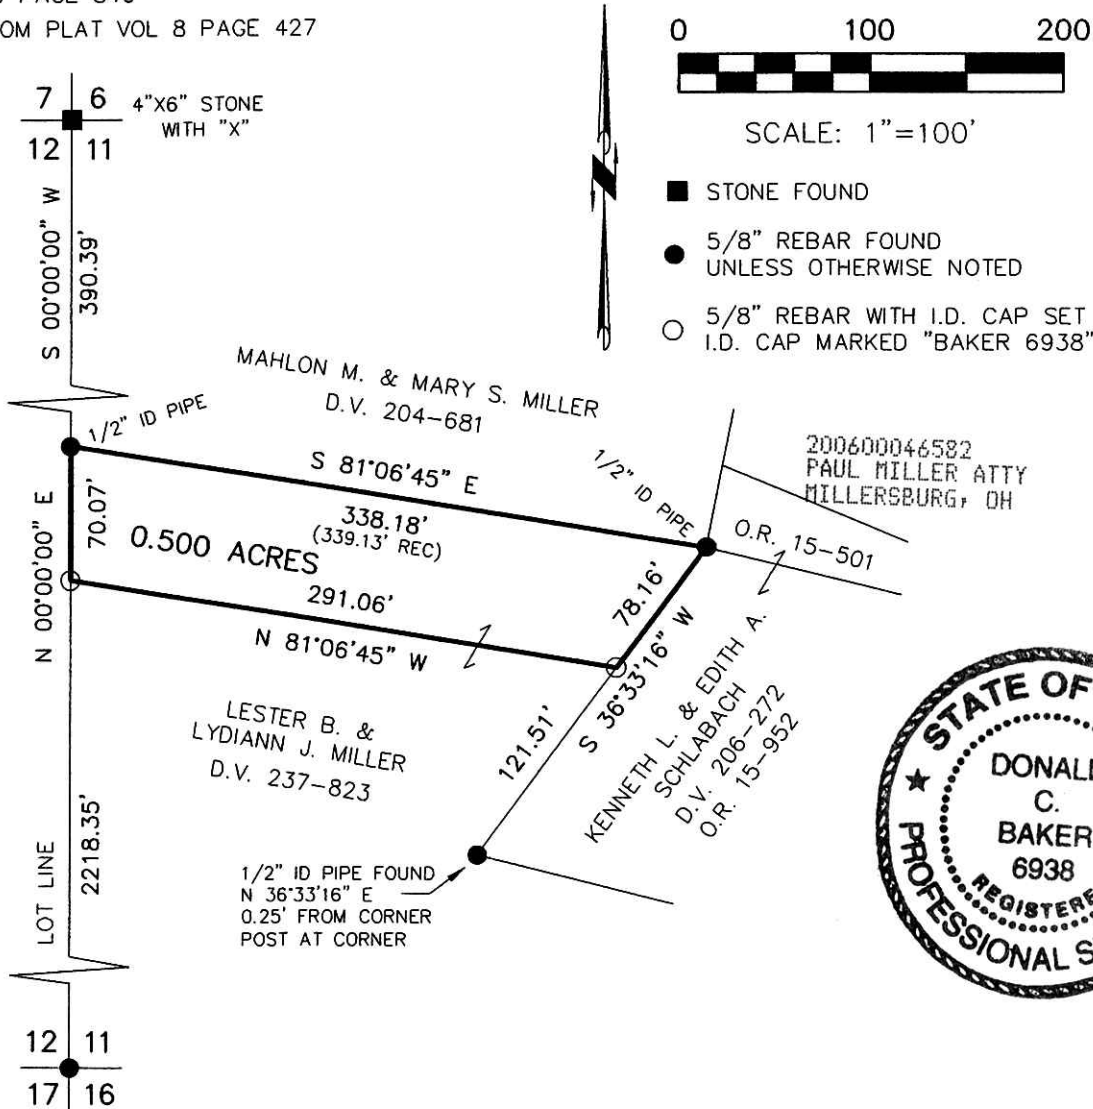 OM PLAT VOL 8 PAGE 427
0 100 200
SCALE: 1"=100'
STONE FOUND
5/8" REBAR FOUND
UNLESS OTHERWISE NOTED
5/8" REBAR WITH I.D. CAP SET
I.D. CAP MARKED "BAKER 6938"
7 6
12 11
4"X6" STONE
WITH "X"
S 00°00'00" W
390.39'
MAHLON M. & MARY S. MILLER
D.V. 204-681
1/2" ID PIPE
1/2" ID PIPE
200600046582
PAUL MILLER ATTY
MILLERSBURG, OH
O.R. 15-501
S 81°06'45" E
338.18'
(339.13' REC)
N 00°00'00" E
70.07'
0.500 ACRES
291.06'
N 81°06'45" W
78.16'
S 36°33'16" W
121.51'
KENNETH L. & EDITH A.
SCHLABACH
D.V. 206-272
O.R. 15-952
LESTER B. &
LYDIANN J. MILLER
D.V. 237-823
LOT LINE
2218.35'
1/2" ID PIPE FOUND
N 36°33'16" E
0.25' FROM CORNER
POST AT CORNER
12 11
17 16
STATE OF
DONALD
C.
BAKER
6938
REGISTERE
PROFESSIONAL S